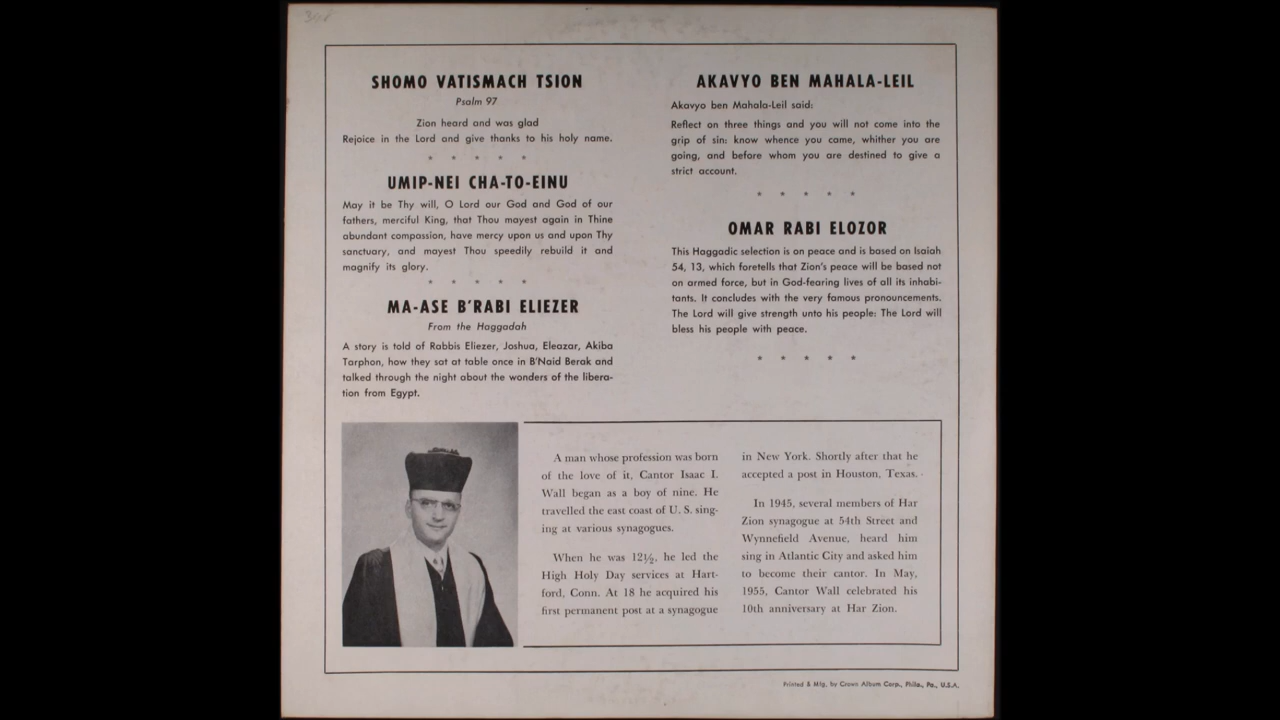 SHOMO VATISMACH TSION
Psalm 97
Zion heard and was glad
Rejoice in the Lord and give thanks to his holy name.
* * * * *
UMIP-NEI CHA-TO-EINU
May it be Thy will, O Lord our God and God of our
fathers, merciful King, that Thou mayest again in Thine
abundant compassion, have mercy upon us and upon Thy
sanctuary, and mayest Thou speedily rebuild it and
magnify its glory.
* * * * *
MA-ASE B'RABI ELIEZER
From the Haggadah
A story is told of Rabbis Eliezer, Joshua, Eleazar, Akiba
Tarphon, how they sat at table once in B'Naid Berak and
talked through the night about the wonders of the libera-
tion from Egypt.
AKAVYO BEN MAHALA-LEIL
Akavyo ben Mahala-Leil said:
Reflect on three things and you will not come into the
grip of sin: know whence you came, whither you are
going, and before whom you are destined to give a
strict account.
* * * * *
OMAR RABI ELOZOR
This Haggadic selection is on peace and is based on Isaiah
54, 13, which foretells that Zion's peace will be based not
on armed force, but in God-fearing lives of all its inhabi-
tants. It concludes with the very famous pronouncements.
The Lord will give strength unto his people: The Lord will
bless his people with peace.
* * * * *
A man whose profession was born
of the love of it, Cantor Isaac I.
Wall began as a boy of nine. He
travelled the east coast of U. S. sing-
ing at various synagogues.
When he was 12½, he led the
High Holy Day services at Hart-
ford, Conn. At 18 he acquired his
first permanent post at a synagogue
in New York. Shortly after that he
accepted a post in Houston, Texas.
In 1945, several members of Har
Zion synagogue at 54th Street and
Wynnefield Avenue, heard him
sing in Atlantic City and asked him
to become their cantor. In May,
1955, Cantor Wall celebrated his
10th anniversary at Har Zion.
Printed & Mfg. by Crown Album Corp., Phila., Pa., U.S.A.